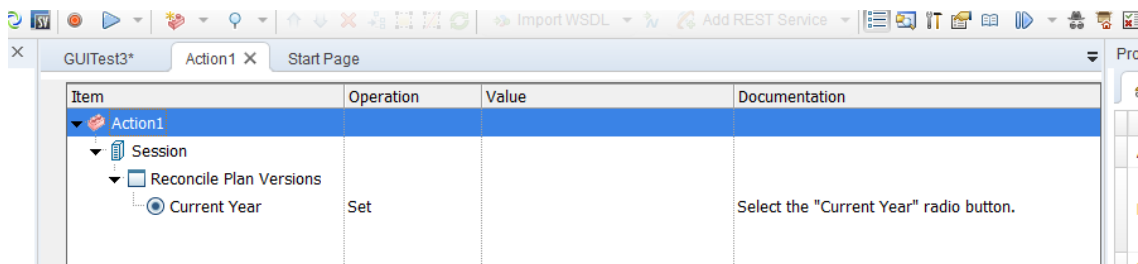 SV Import WSDL Add REST Service
GUITest3* Action1 Start Page Pro
Item Operation Value Documentation
Action1
Session
Reconcile Plan Versions
Current Year Set Select the "Current Year" radio button.